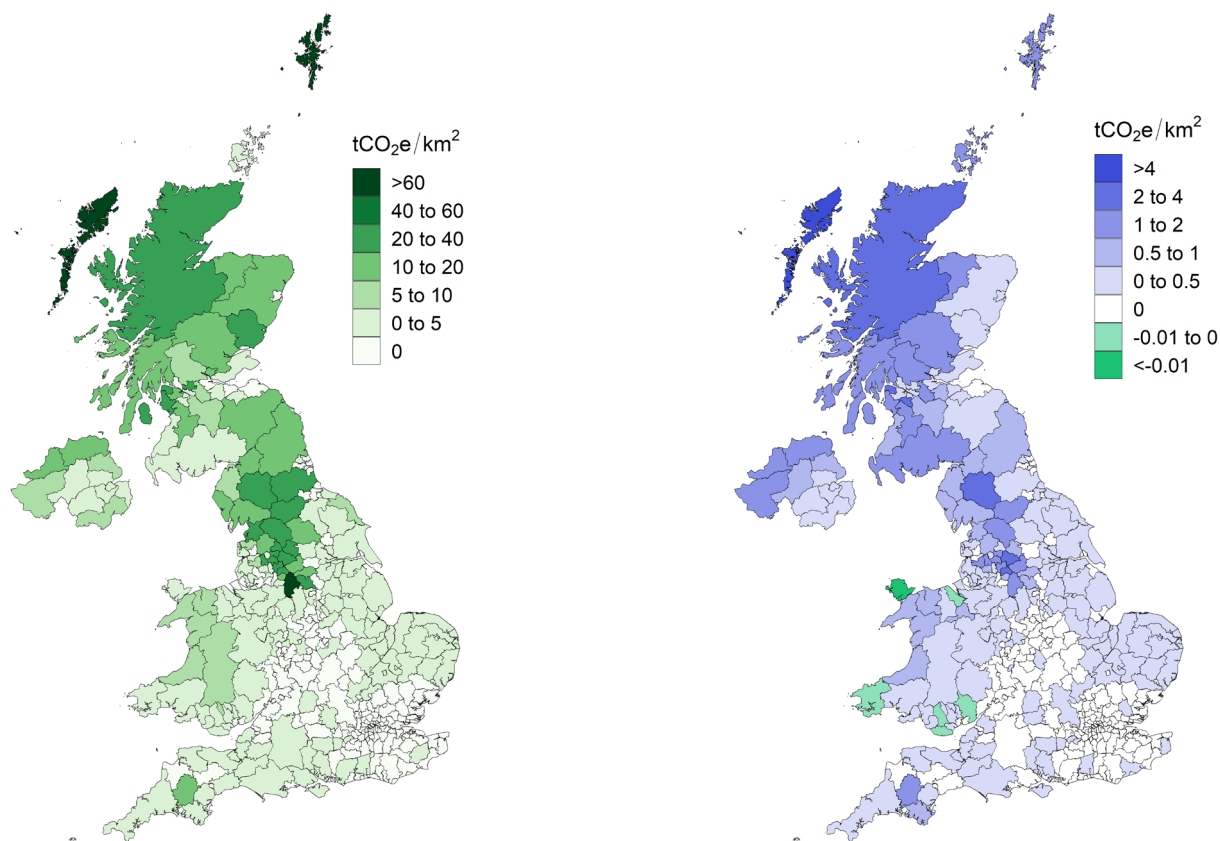 tCO₂e/km²
>60
40 to 60
20 to 40
10 to 20
5 to 10
0 to 5
0
tCO₂e/km²
>4
2 to 4
1 to 2
0.5 to 1
0 to 0.5
0
-0.01 to 0
<-0.01